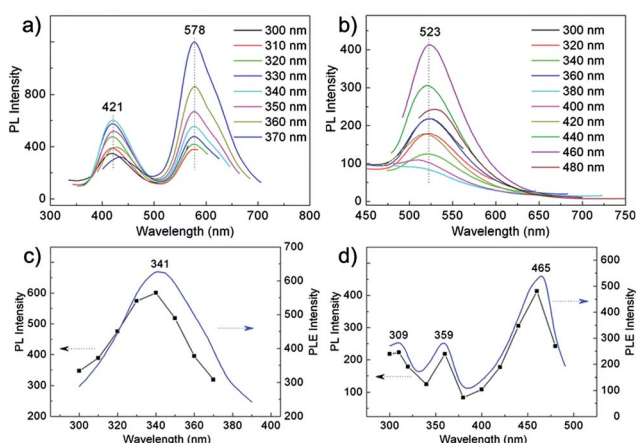 a)
578
421
300 nm
310 nm
320 nm
330 nm
340 nm
350 nm
360 nm
370 nm
PL Intensity
800
400
0
300 400 500 600 700 800
Wavelength (nm)
b)
523
300 nm
320 nm
340 nm
360 nm
380 nm
400 nm
420 nm
440 nm
460 nm
480 nm
PL Intensity
400
300
200
100
0
450 500 550 600 650 700 750
Wavelength (nm)
c)
341
PL Intensity
600
500
400
300
200
700
600
500
400
300
200
PLE Intensity
300 320 340 360 380 400
Wavelength (nm)
d)
309
359
465
PL Intensity
400
300
200
100
0
600
500
400
300
200
100
0
PLE Intensity
300 350 400 450 500
Wavelength (nm)